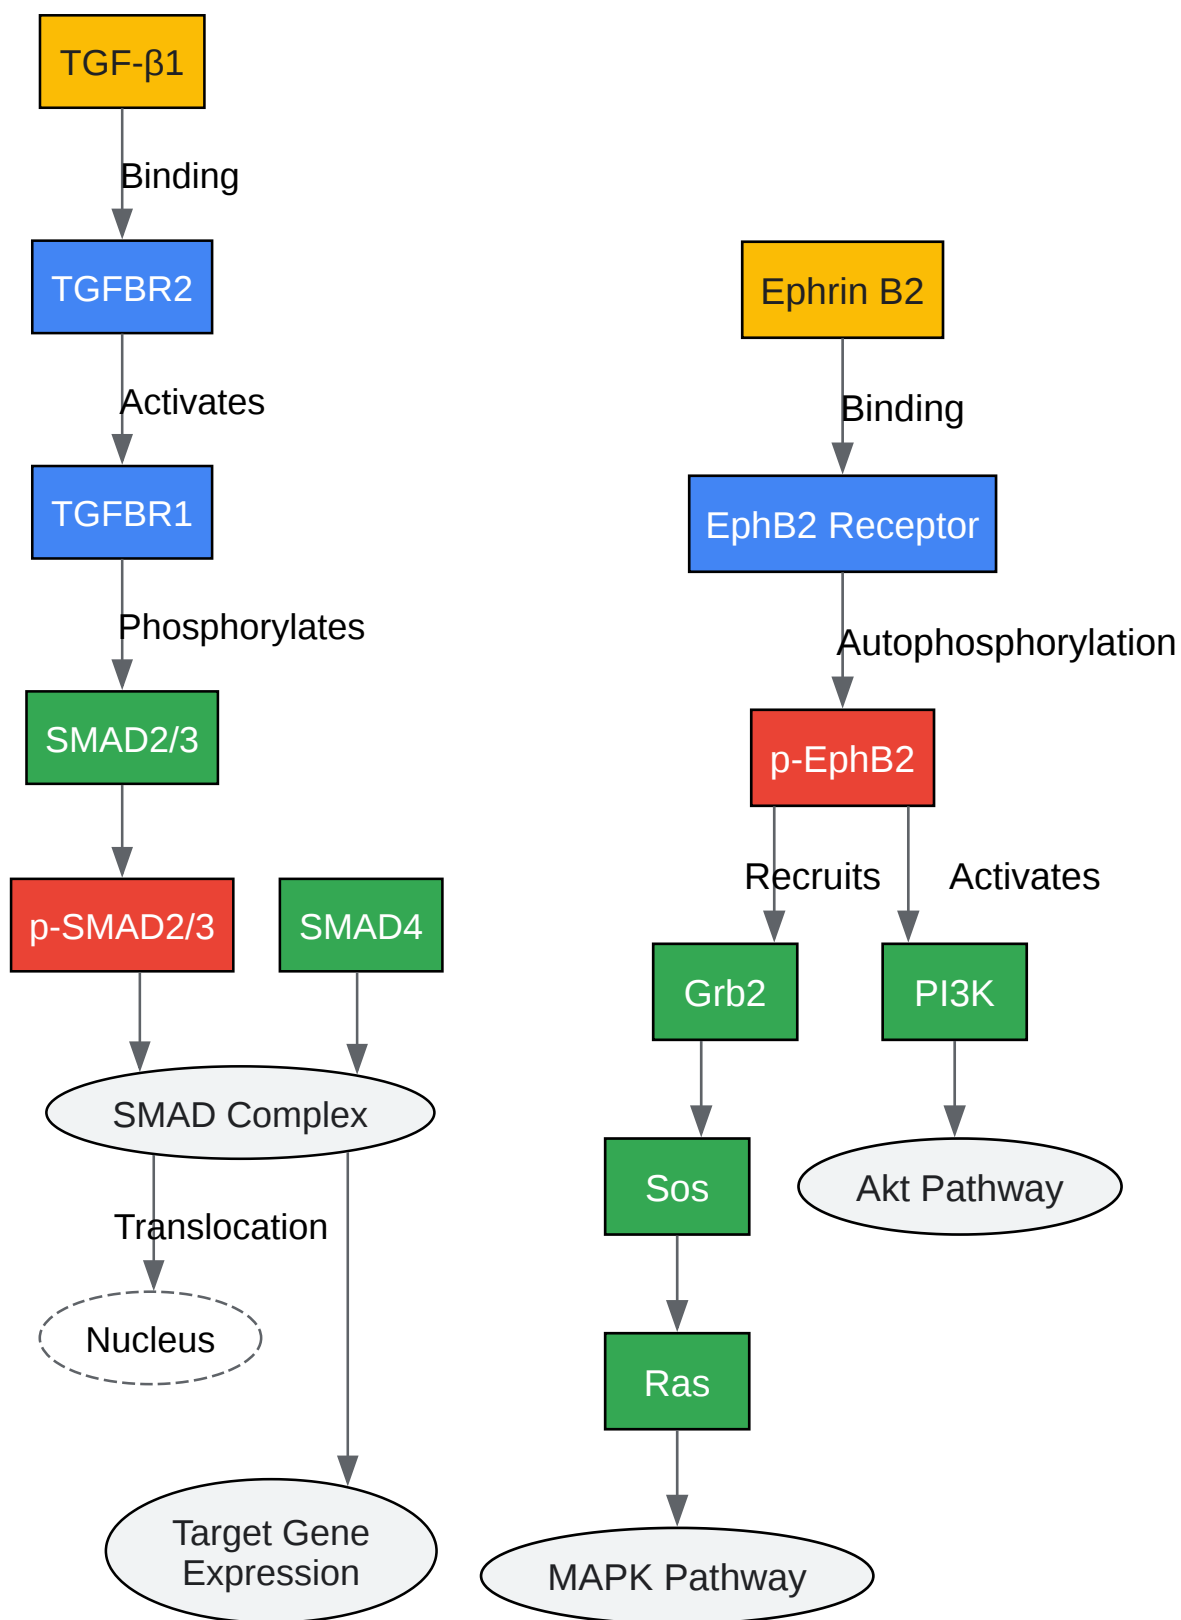 TGF-β1
Binding
TGFBR2
Activates
TGFBR1
Phosphorylates
SMAD2/3
p-SMAD2/3
SMAD4
SMAD Complex
Translocation
Nucleus
Target Gene
Expression
Ephrin B2
Binding
EphB2 Receptor
Autophosphorylation
p-EphB2
Recruits
Activates
Grb2
PI3K
Sos
Akt Pathway
Ras
MAPK Pathway